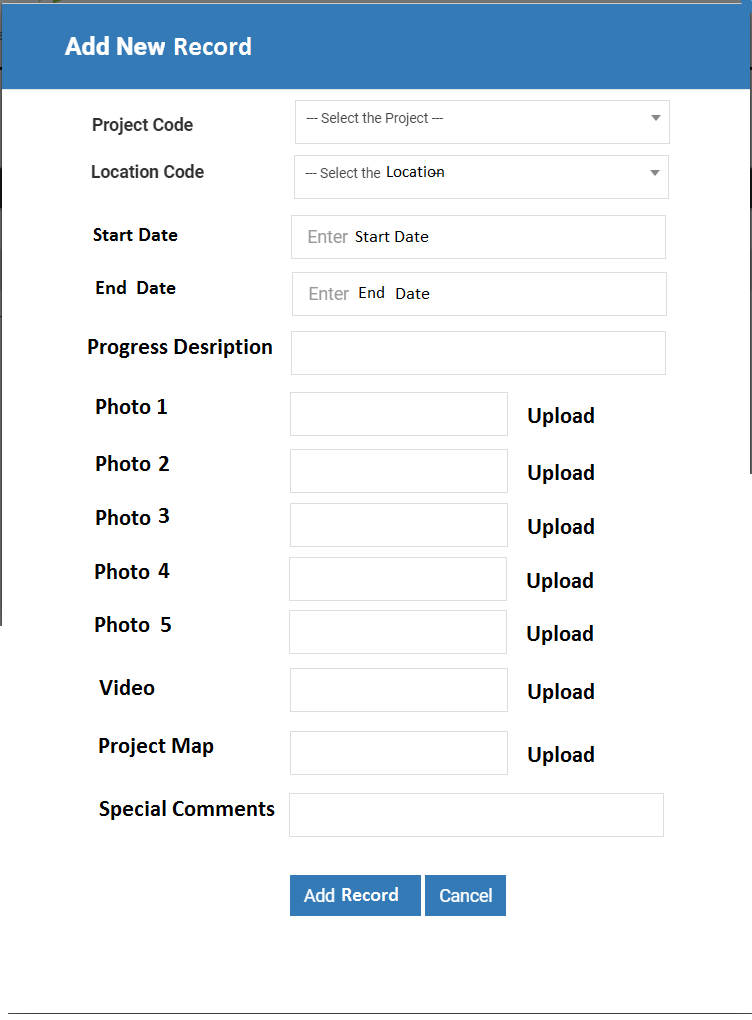 Add New Record
Project Code --- Select the Project ---
Location Code --- Select the Location
Start Date Enter Start Date
End Date Enter End Date
Progress Desription
Photo 1 Upload
Photo 2 Upload
Photo 3 Upload
Photo 4 Upload
Photo 5 Upload
Video Upload
Project Map Upload
Special Comments
Add Record Cancel